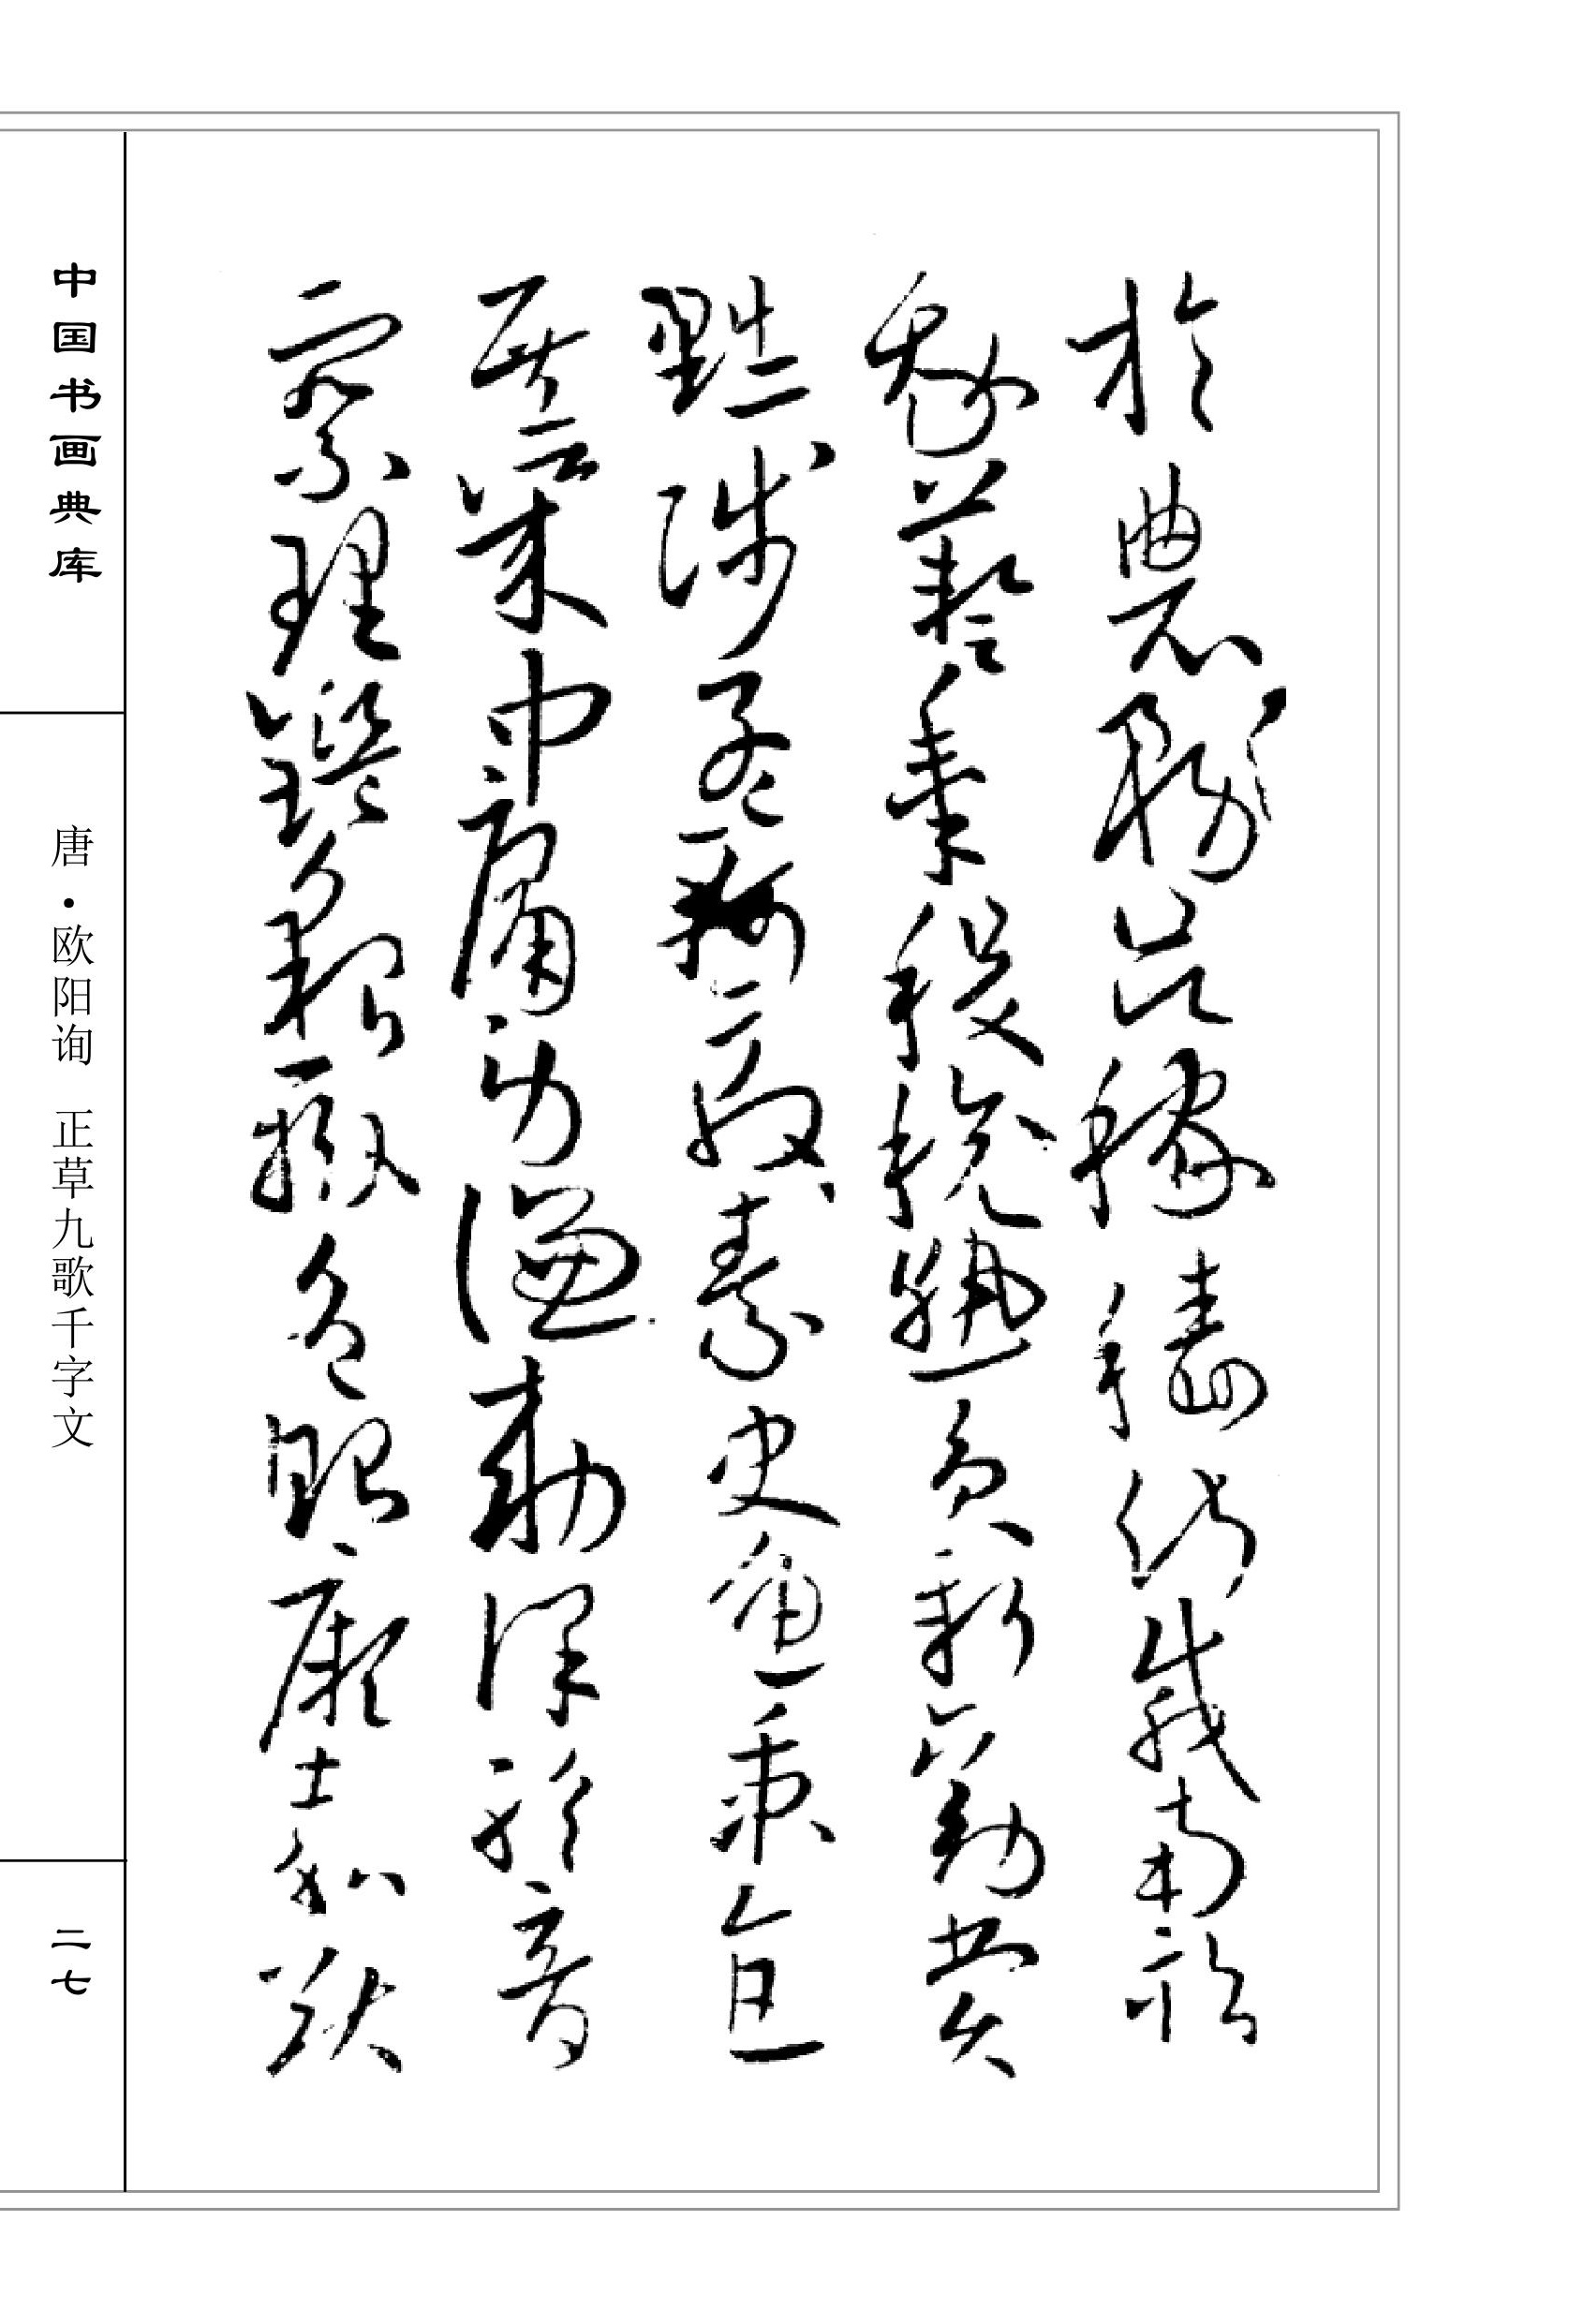 於農務茲稼穡俶載南畝
我藝黍稷稅熟貢新勸賞
黜陟孟軻敦素史魚秉直
庶幾中庸勞謙勑謹聆音
察理鑑貌辨色貽厥嘉猷
中国书画典库
唐·欧阳询 正草九歌千字文
二七